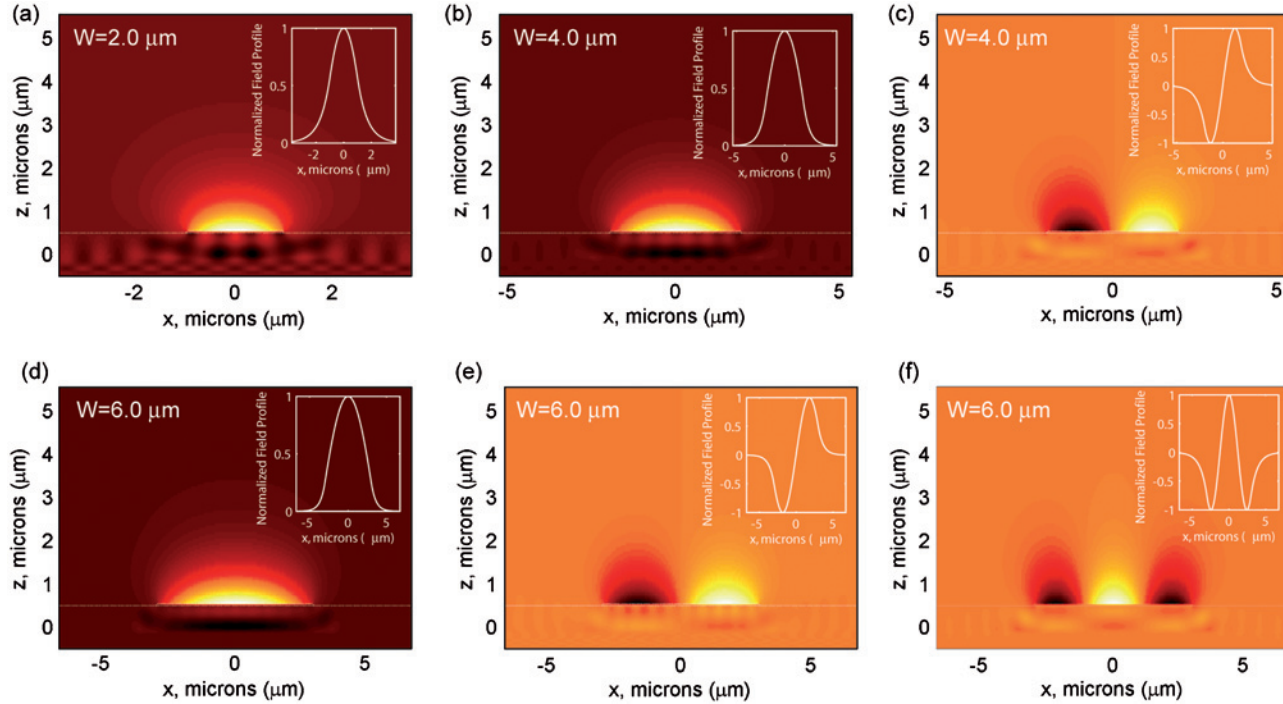 (a)
W=2.0 μm
z, microns (μm)
5
4
3
2
1
0
-2 0 2
x, microns (μm)
Normalized Field Profile
1
0.5
0
-2 0 2
x, microns ( μm)
(b)
W=4.0 μm
z, microns (μm)
5
4
3
2
1
0
-5 0 5
x, microns (μm)
Normalized Field Profile
1
0.5
0
-5 0 5
x, microns ( μm)
(c)
W=4.0 μm
z, microns (μm)
5
4
3
2
1
0
-5 0 5
x, microns (μm)
Normalized Field Profile
1
0.5
0
-0.5
-1
-5 0 5
x, microns ( μm)
(d)
W=6.0 μm
z, microns (μm)
5
4
3
2
1
0
-5 0 5
x, microns (μm)
Normalized Field Profile
1
0.5
0
-5 0 5
x, microns ( μm)
(e)
W=6.0 μm
z, microns (μm)
5
4
3
2
1
0
-5 0 5
x, microns (μm)
Normalized Field Profile
1
0.5
0
-0.5
-1
-5 0 5
x, microns ( μm)
(f)
W=6.0 μm
z, microns (μm)
5
4
3
2
1
0
-5 0 5
x, microns (μm)
Normalized Field Profile
1
0.5
0
-0.5
-1
-5 0 5
x, microns ( μm)